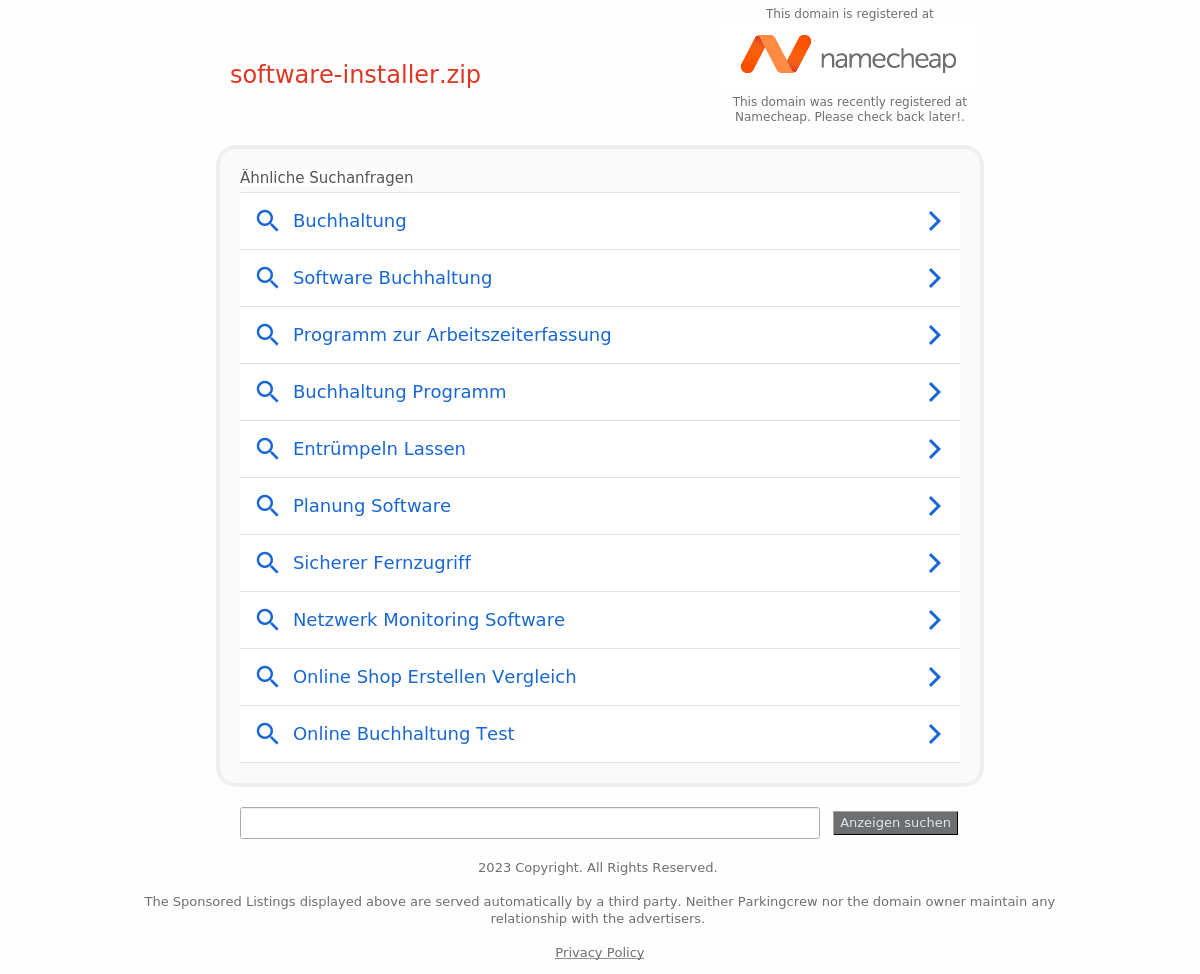 This domain is registered at
namecheap
software-installer.zip
This domain was recently registered at
Namecheap. Please check back later!.
Ähnliche Suchanfragen
Buchhaltung
Software Buchhaltung
Programm zur Arbeitszeiterfassung
Buchhaltung Programm
Entrümpeln Lassen
Planung Software
Sicherer Fernzugriff
Netzwerk Monitoring Software
Online Shop Erstellen Vergleich
Online Buchhaltung Test
Anzeigen suchen
2023 Copyright. All Rights Reserved.
The Sponsored Listings displayed above are served automatically by a third party. Neither Parkingcrew nor the domain owner maintain any
relationship with the advertisers.
Privacy Policy